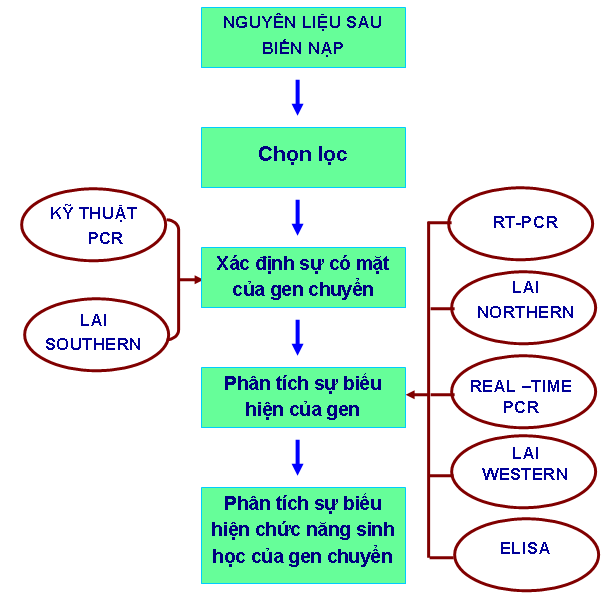 NGUYÊN LIỆU SAU
BIẾN NẠP
Chọn lọc
KỸ THUẬT
PCR
LAI
SOUTHERN
Xác định sự có mặt
của gen chuyển
Phân tích sự biểu
hiện của gen
RT-PCR
LAI
NORTHERN
REAL –TIME
PCR
LAI
WESTERN
ELISA
Phân tích sự biểu
hiện chức năng sinh
học của gen chuyển